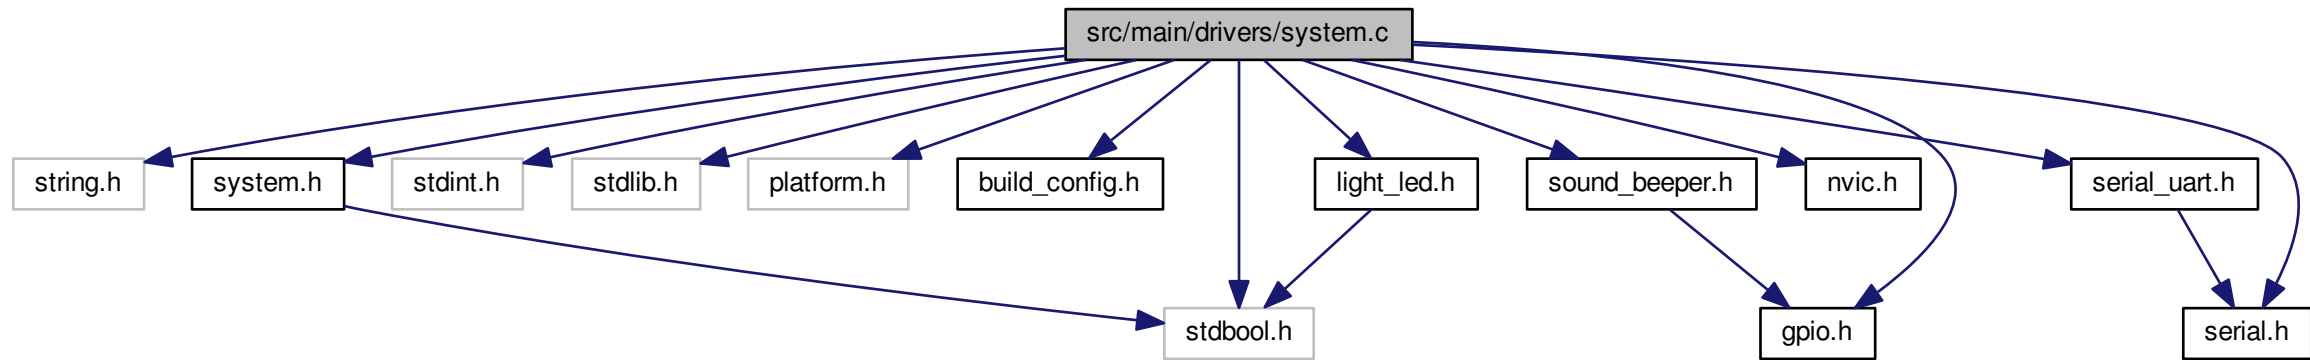 src/main/drivers/system.c
string.h
system.h
stdint.h
stdlib.h
platform.h
build_config.h
light_led.h
sound_beeper.h
nvic.h
serial_uart.h
stdbool.h
gpio.h
serial.h